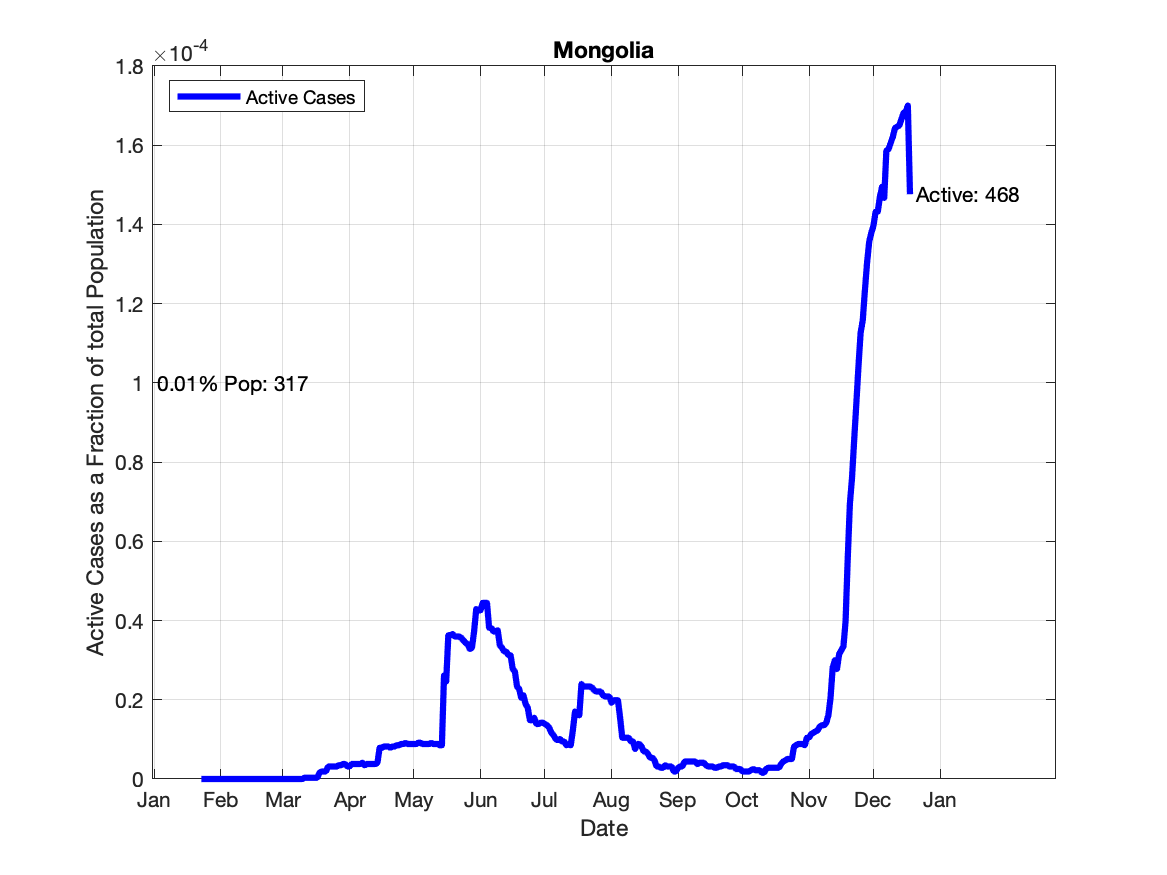 ×10⁻⁴
Mongolia
1.8
Active Cases
1.6
Active: 468
1.4
1.2
1
0.01% Pop: 317
0.8
0.6
0.4
0.2
0
Active Cases as a Fraction of total Population
Jan Feb Mar Apr May Jun Jul Aug Sep Oct Nov Dec Jan
Date